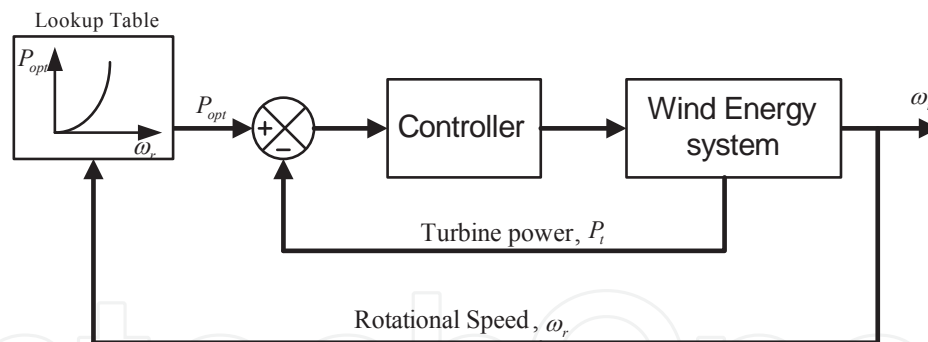 Lookup Table
P_opt
ω_r
P_opt
+
−
Controller
Wind Energy
system
ω_r
Turbine power, P_t
Rotational Speed, ω_r